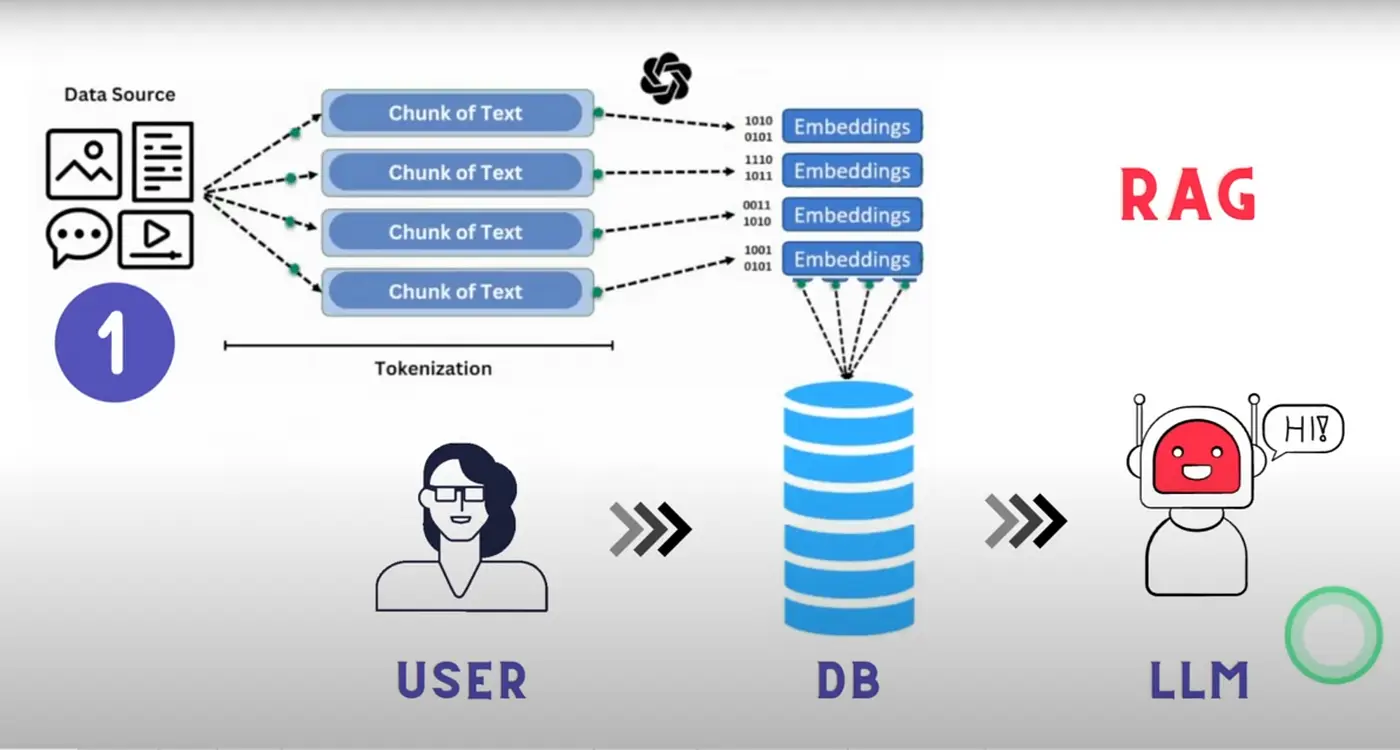 Data Source
Chunk of Text
Chunk of Text
Chunk of Text
Chunk of Text
Tokenization
1
1010
0101
Embeddings
1110
1011
Embeddings
0011
1010
Embeddings
1001
0101
Embeddings
RAG
HI!
USER
DB
LLM